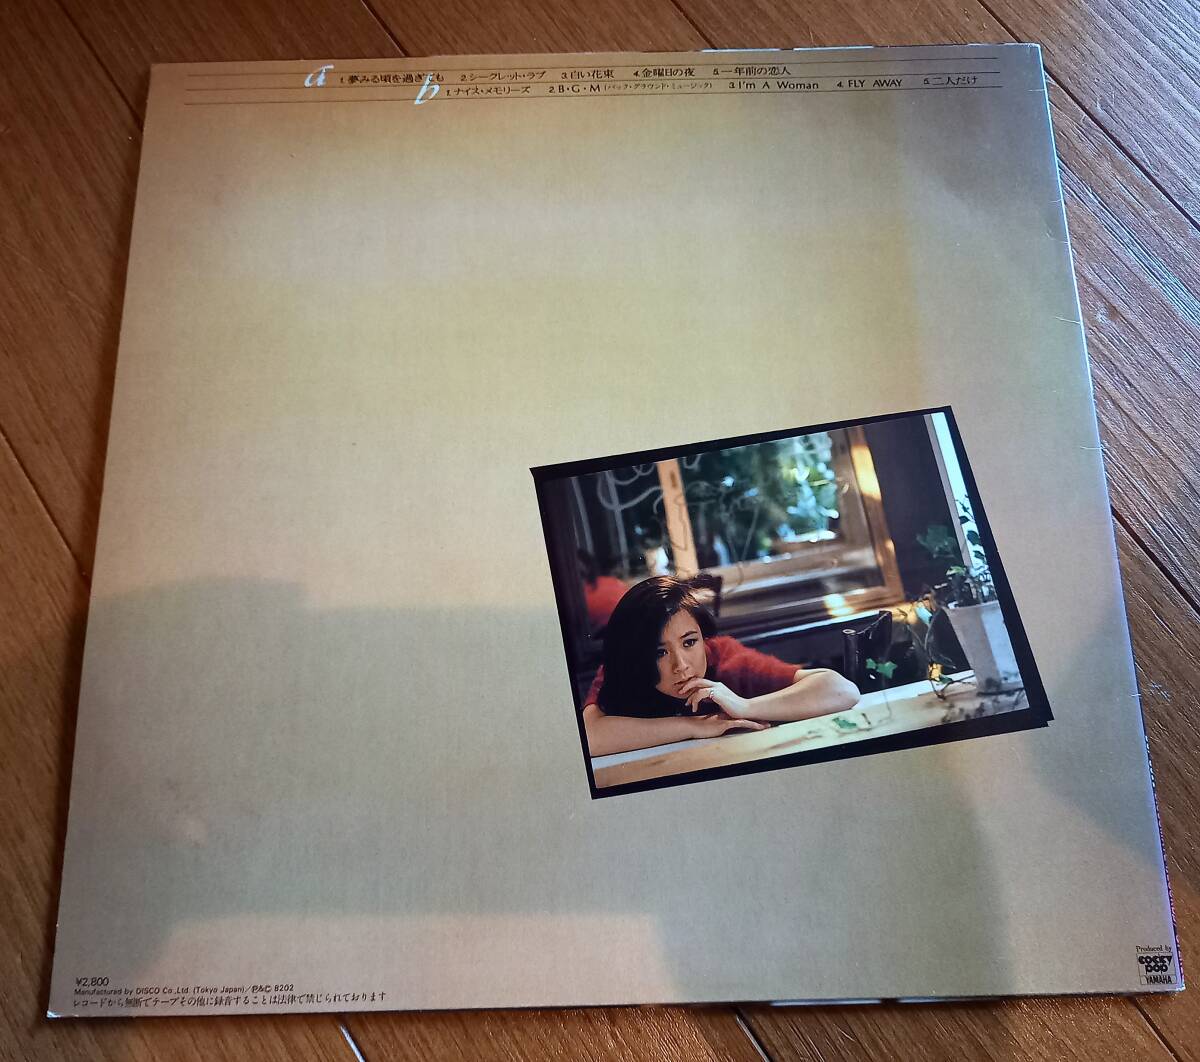 a 1. 夢みる頃を過ぎても 2. シークレット・ラブ 3. 白い花束 4. 金曜日の夜 5. 一年前の恋人
b 1. ナイス・メモリーズ 2. B・G・M (バック・グラウンド・ミュージック) 3. I'm A Woman 4. FLY AWAY 5. 二人だけ
¥2,800
Manufactured by DISCO Co.,Ltd. (Tokyo Japan)／℗&© 8202
レコードから無断でテープその他に録音することは法律で禁じられております
Produced by
COCKY
POP
YAMAHA